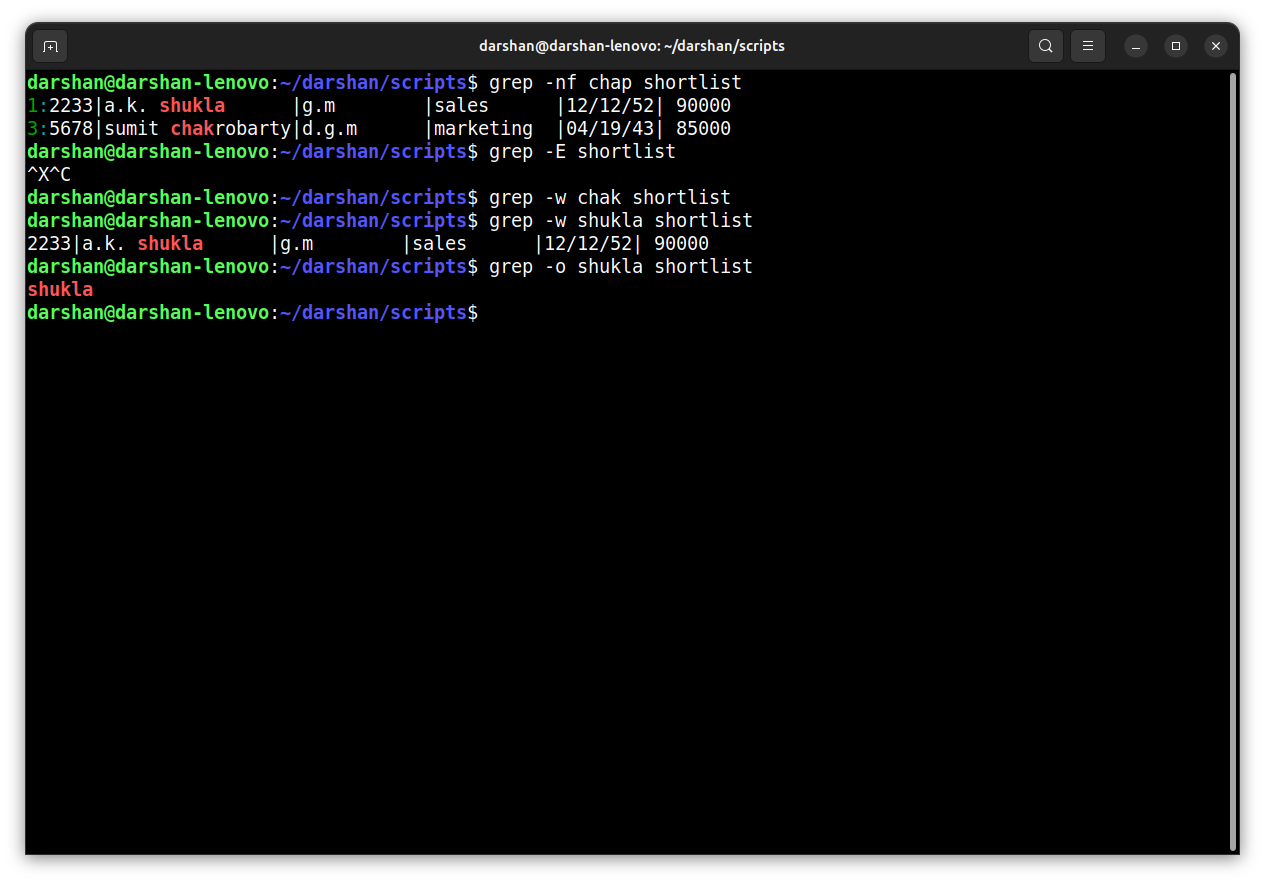 darshan@darshan-lenovo: ~/darshan/scripts
darshan@darshan-lenovo:~/darshan/scripts$ grep -nf chap shortlist
1:2233|a.k. shukla      |g.m        |sales      |12/12/52| 90000
3:5678|sumit chakrobarty|d.g.m      |marketing  |04/19/43| 85000
darshan@darshan-lenovo:~/darshan/scripts$ grep -E shortlist
^X^C
darshan@darshan-lenovo:~/darshan/scripts$ grep -w chak shortlist
darshan@darshan-lenovo:~/darshan/scripts$ grep -w shukla shortlist
2233|a.k. shukla      |g.m        |sales      |12/12/52| 90000
darshan@darshan-lenovo:~/darshan/scripts$ grep -o shukla shortlist
shukla
darshan@darshan-lenovo:~/darshan/scripts$